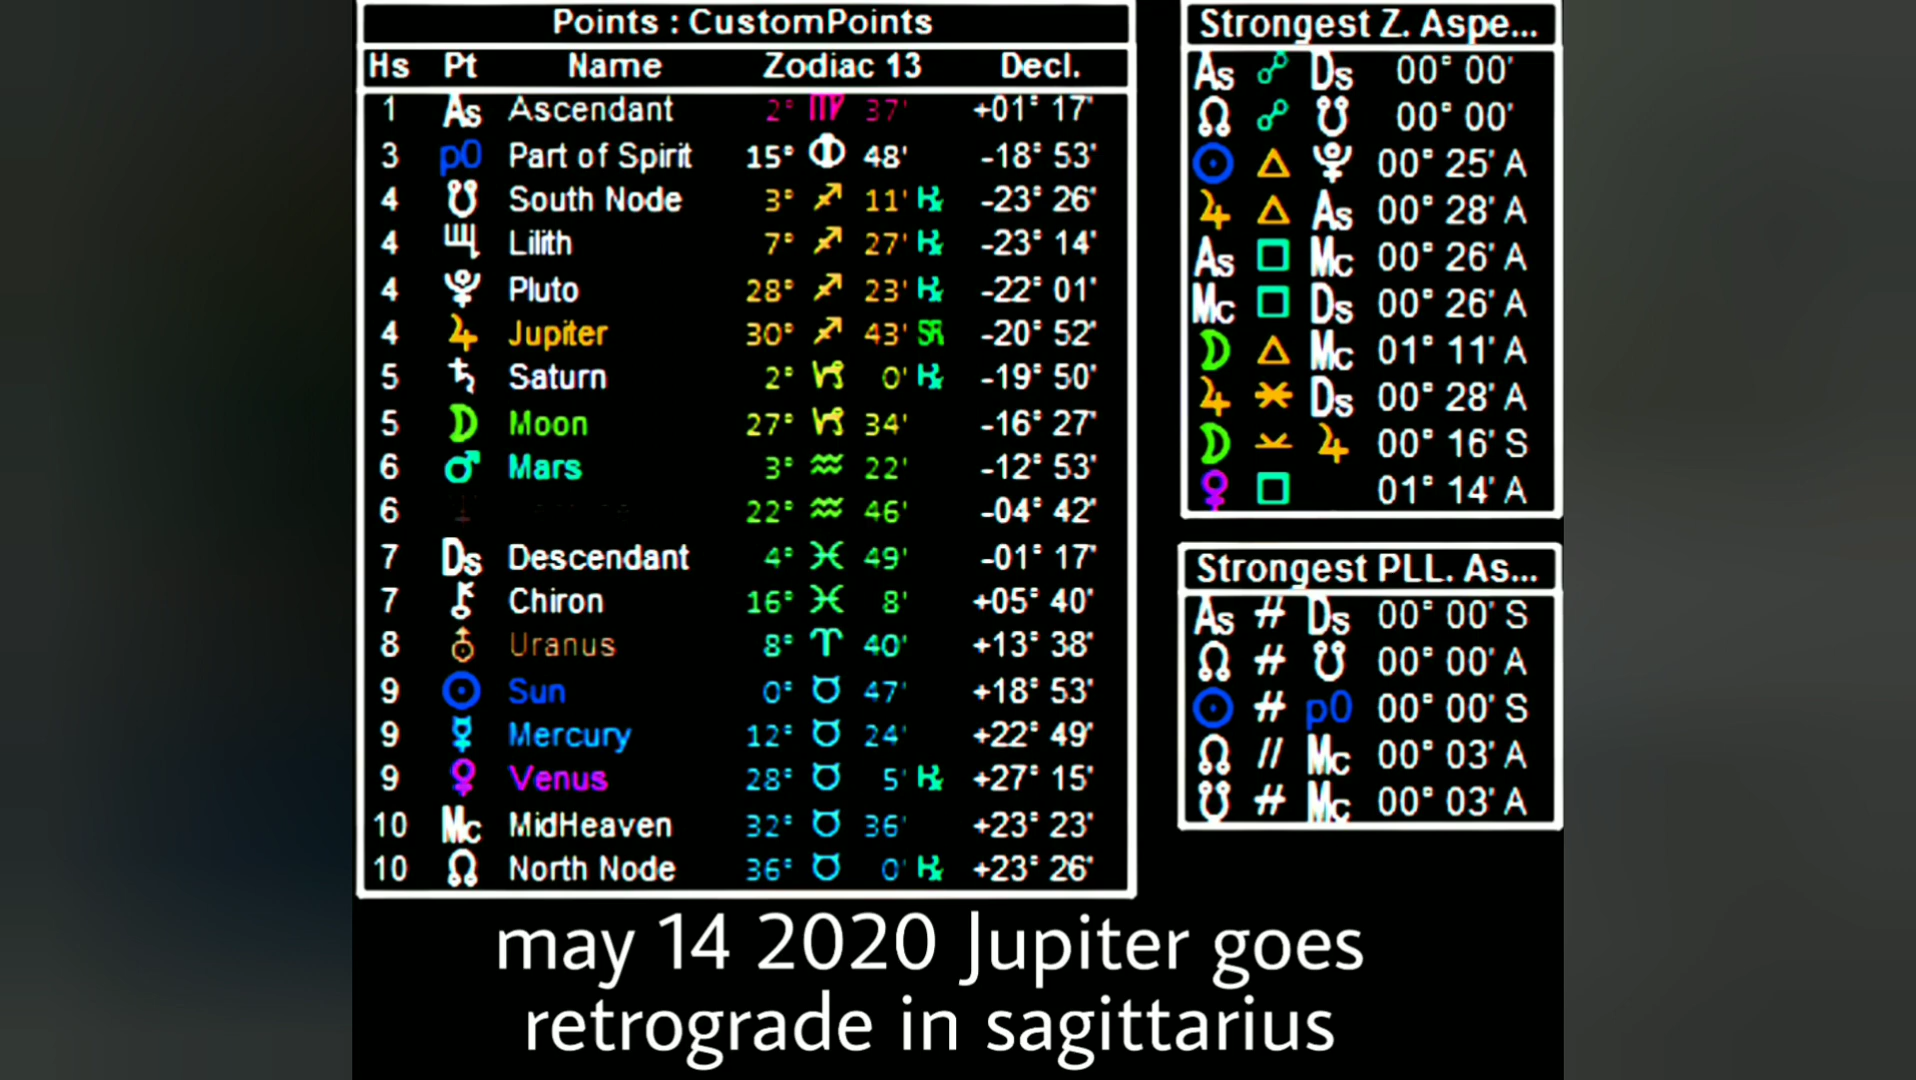 Points : CustomPoints
Hs Pt Name Zodiac 13 Decl.
1 As Ascendant 2° ♍ 37' +01° 17'
3 p0 Part of Spirit 15° 48' -18° 53'
4 ☋ South Node 3° ♐ 11' ℞ -23° 26'
4 Lilith 7° ♐ 27' ℞ -23° 14'
4 Pluto 28° ♐ 23' ℞ -22° 01'
4 ♃ Jupiter 30° ♐ 43' SR -20° 52'
5 ♄ Saturn 2° ♑ 0' ℞ -19° 50'
5 ☽ Moon 27° ♑ 34' -16° 27'
6 ♂ Mars 3° ♒ 22' -12° 53'
6 22° ♒ 46' -04° 42'
7 Ds Descendant 4° ♓ 49' -01° 17'
7 ⚷ Chiron 16° ♓ 8' +05° 40'
8 ⛢ Uranus 8° ♈ 40' +13° 38'
9 ☉ Sun 0° ♉ 47' +18° 53'
9 ☿ Mercury 12° ♉ 24' +22° 49'
9 ♀ Venus 28° ♉ 5' ℞ +27° 15'
10 Mc MidHeaven 32° ♉ 36' +23° 23'
10 ☊ North Node 36° ♉ 0' ℞ +23° 26'
Strongest Z. Aspe...
As ☍ Ds 00° 00'
☊ ☍ ☋ 00° 00'
☉ △ ♇ 00° 25' A
♃ △ As 00° 28' A
As □ Mc 00° 26' A
Mc □ Ds 00° 26' A
☽ △ Mc 01° 11' A
♃ ⚹ Ds 00° 28' A
☽ ⚺ ♃ 00° 16' S
♀ □ 01° 14' A
Strongest PLL. As...
As # Ds 00° 00' S
☊ # ☋ 00° 00' A
☉ # p0 00° 00' S
☊ // Mc 00° 03' A
☋ # Mc 00° 03' A
may 14 2020 Jupiter goes
retrograde in sagittarius